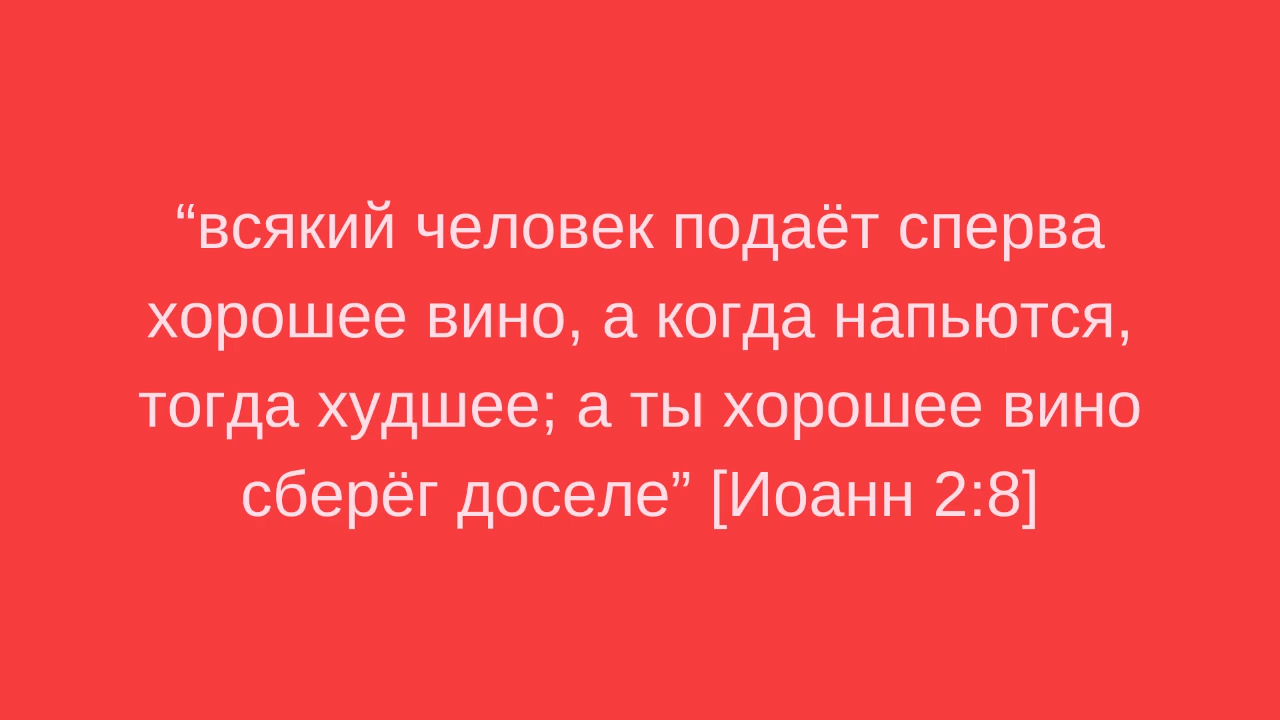 “всякий человек подаёт сперва
хорошее вино, а когда напьются,
тогда худшее; а ты хорошее вино
сберёг доселе” [Иоанн 2:8]